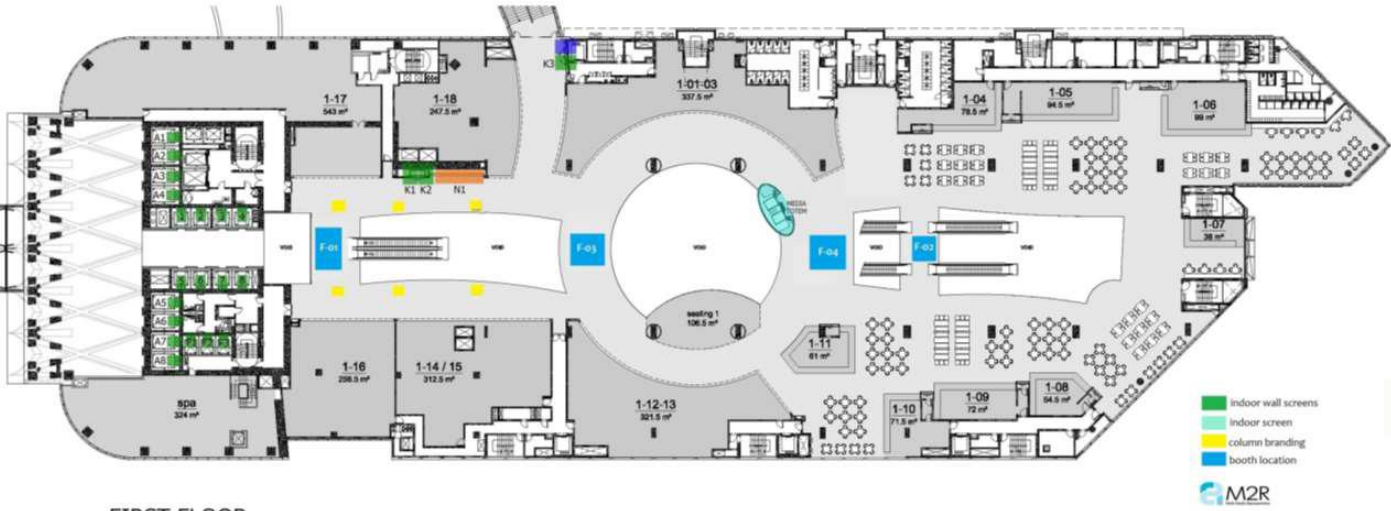 K3
1-17
543 m²
1-18
247.5 m²
1-01-03
337.5 m²
1-04
78.5 m²
1-05
94.5 m²
1-06
99 m²
A1
A2
A3
A4
K1 K2 N1
MEDIA
TOTEM
1-07
38 m²
VOID
F-01
VOID
F-03
VOID
F-04
VOID
F-02
VOID
A5
A6
A7
A8
seating 1
106.5 m²
1-11
61 m²
1-16
1-14 / 15
312.5 m²
spa
324 m²
1-12-13
321.5 m²
1-10
71.5 m²
1-09
72 m²
1-08
54.5 m²
indoor wall screens
indoor screen
column branding
booth location
M2R
FIRST FLOOR